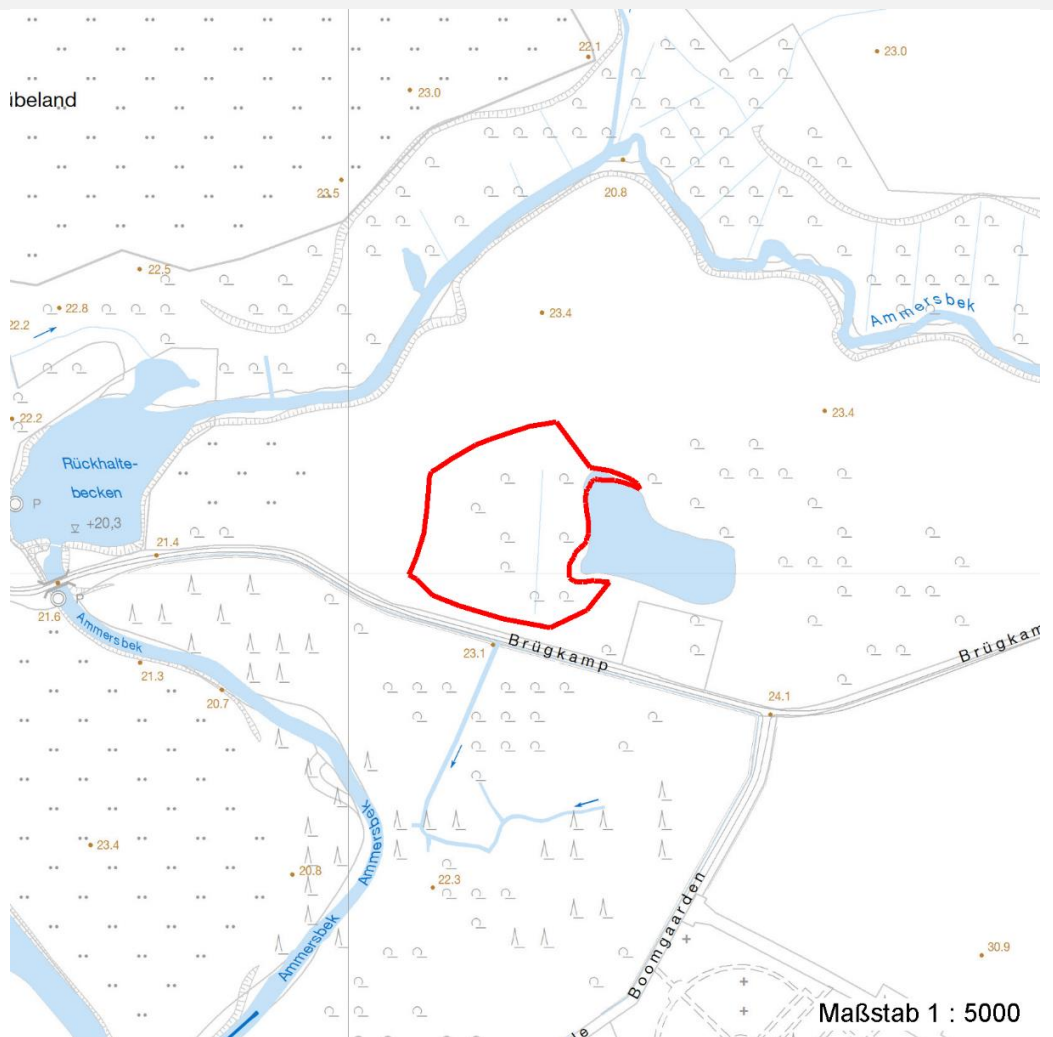 22.1
23.0
23.0
übeland
20.8
23.5
22.5
22.8
22.2
Ammersbek
23.4
23.4
22.2
Rückhalte-
becken
P
+20,3
21.4
21.6
P
Ammersbek
Brügkamp
Brügkam
23.1
21.3
20.7
24.1
Ammersbek
23.4
20.8
22.3
Boomgaarden
Ammersbek
30.9
Maßstab 1 : 5000
le